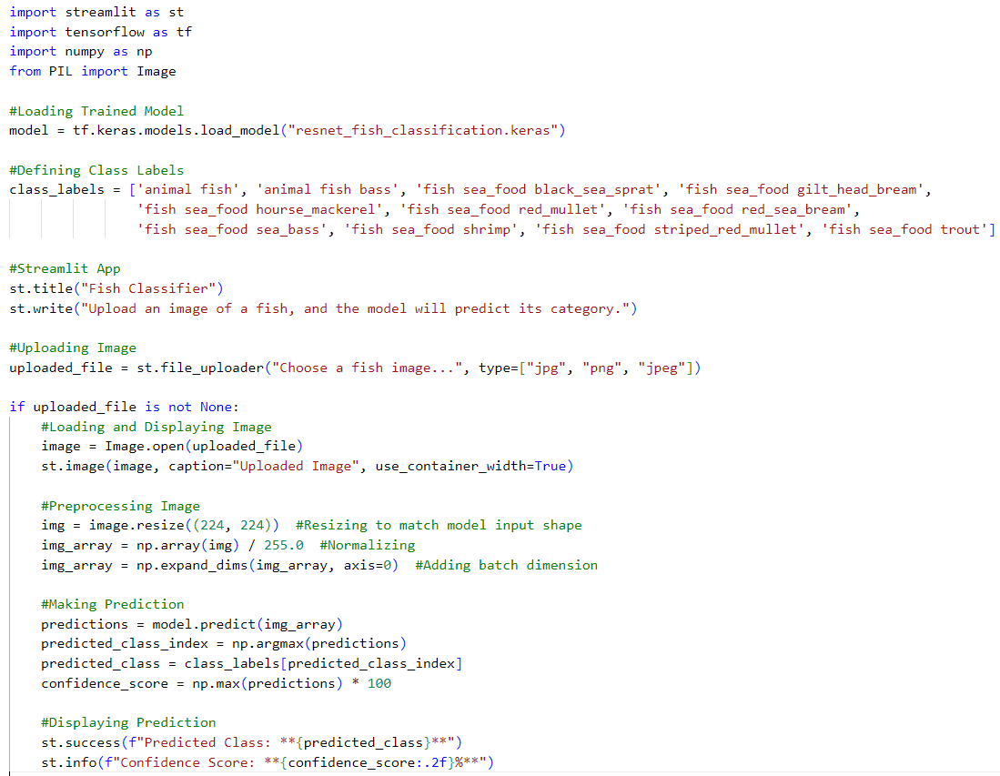 import streamlit as st
import tensorflow as tf
import numpy as np
from PIL import Image
#Loading Trained Model
model = tf.keras.models.load_model("resnet_fish_classification.keras")
#Defining Class Labels
class_labels = ['animal fish', 'animal fish bass', 'fish sea_food black_sea_sprat', 'fish sea_food gilt_head_bream',
'fish sea_food hourse_mackerel', 'fish sea_food red_mullet', 'fish sea_food red_sea_bream',
'fish sea_food sea_bass', 'fish sea_food shrimp', 'fish sea_food striped_red_mullet', 'fish sea_food trout']
#Streamlit App
st.title("Fish Classifier")
st.write("Upload an image of a fish, and the model will predict its category.")
#Uploading Image
uploaded_file = st.file_uploader("Choose a fish image...", type=["jpg", "png", "jpeg"])
if uploaded_file is not None:
#Loading and Displaying Image
image = Image.open(uploaded_file)
st.image(image, caption="Uploaded Image", use_container_width=True)
#Preprocessing Image
img = image.resize((224, 224))  #Resizing to match model input shape
img_array = np.array(img) / 255.0  #Normalizing
img_array = np.expand_dims(img_array, axis=0)  #Adding batch dimension
#Making Prediction
predictions = model.predict(img_array)
predicted_class_index = np.argmax(predictions)
predicted_class = class_labels[predicted_class_index]
confidence_score = np.max(predictions) * 100
#Displaying Prediction
st.success(f"Predicted Class: **{predicted_class}**")
st.info(f"Confidence Score: **{confidence_score:.2f}%**")